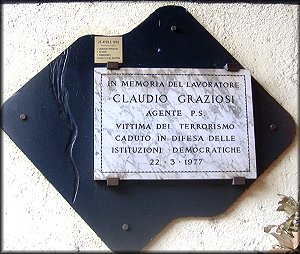 IN MEMORIA DEL LAVORATORE
CLAUDIO GRAZIOSI
AGENTE P.S.
VITTIMA DEL TERRORISMO
CADUTO IN DIFESA DELLE
ISTITUZIONI DEMOCRATICHE
22-3-1977